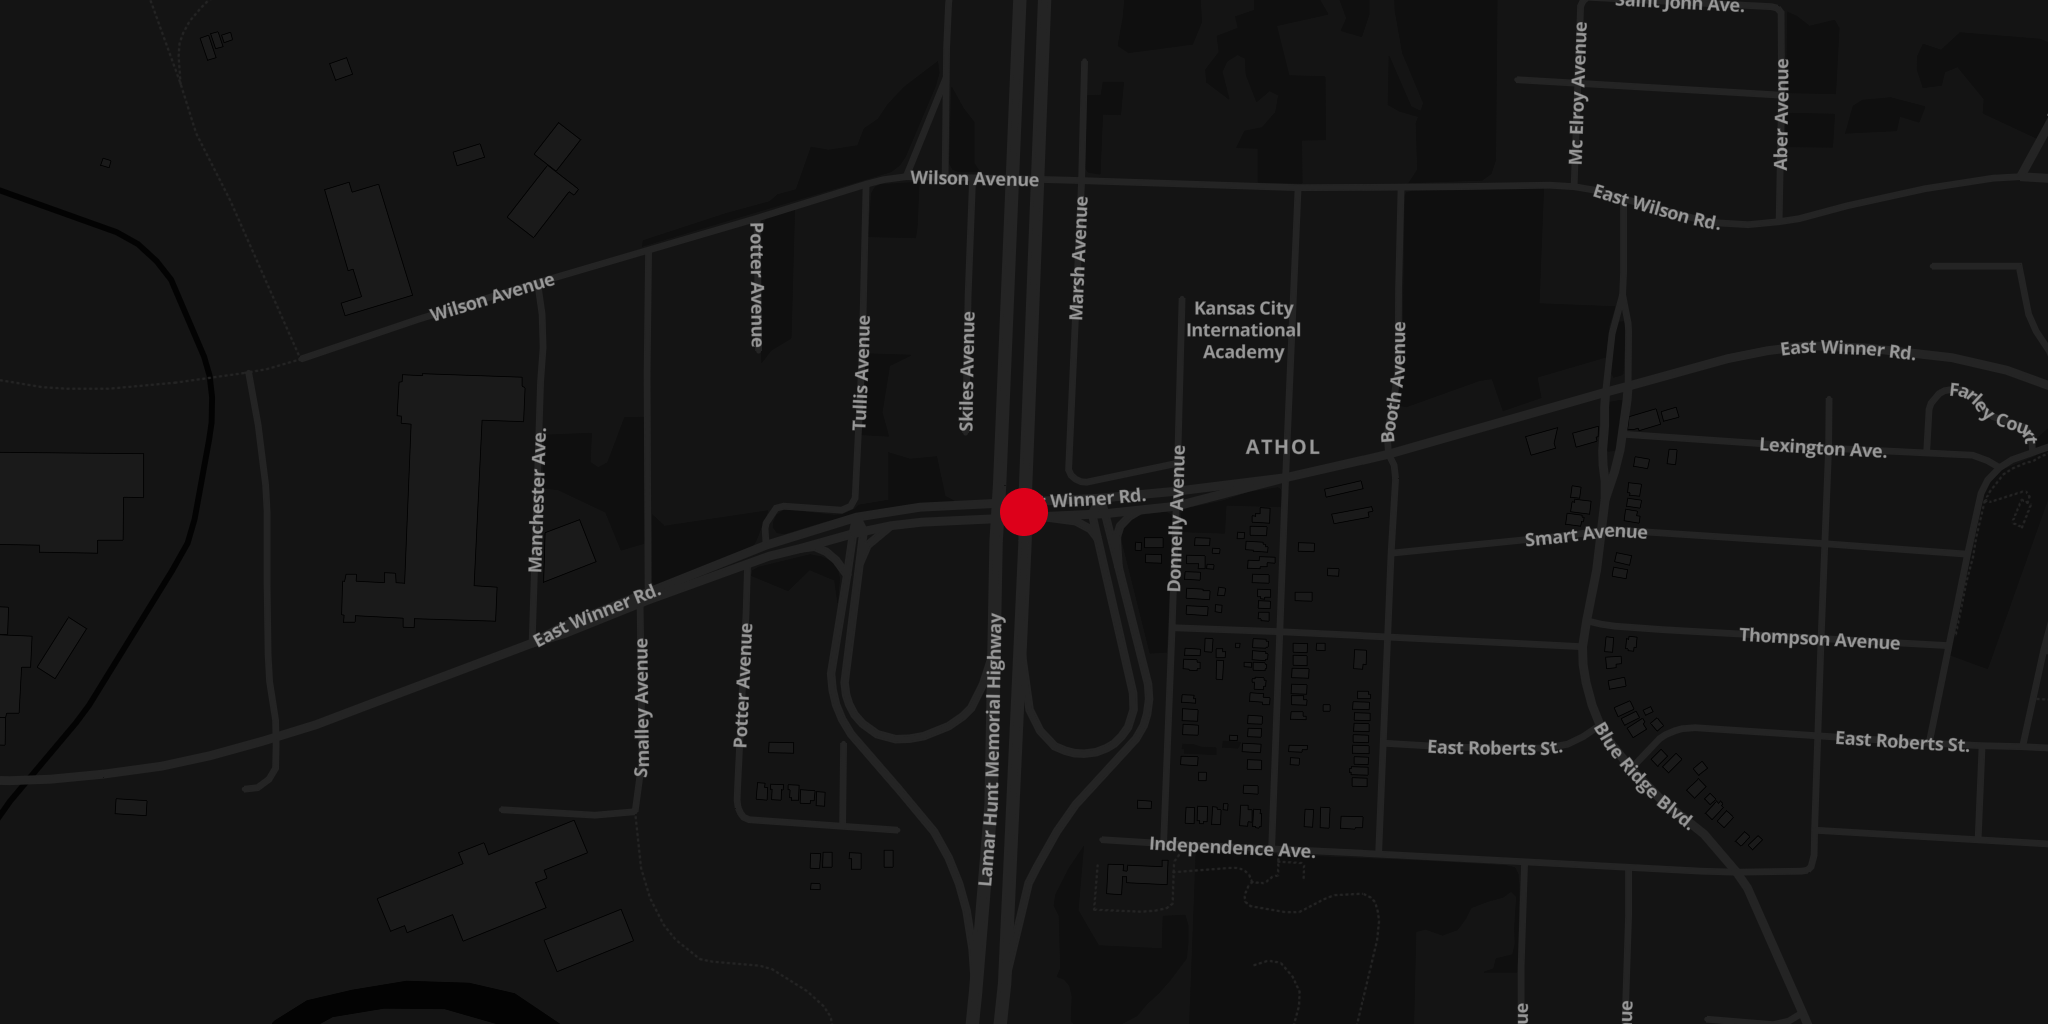 Saint John Ave.
Mc Elroy Avenue
Aber Avenue
Wilson Avenue
East Wilson Rd.
Potter Avenue
Marsh Avenue
Wilson Avenue
Kansas City
International
Academy
Tullis Avenue
Skiles Avenue
Booth Avenue
East Winner Rd.
Farley Court
Manchester Ave.
ATHOL
Lexington Ave.
Winner Rd.
Donnelly Avenue
Smart Avenue
East Winner Rd.
Smalley Avenue
Potter Avenue
Lamar Hunt Memorial Highway
Thompson Avenue
East Roberts St.
Blue Ridge Blvd.
East Roberts St.
Independence Ave.